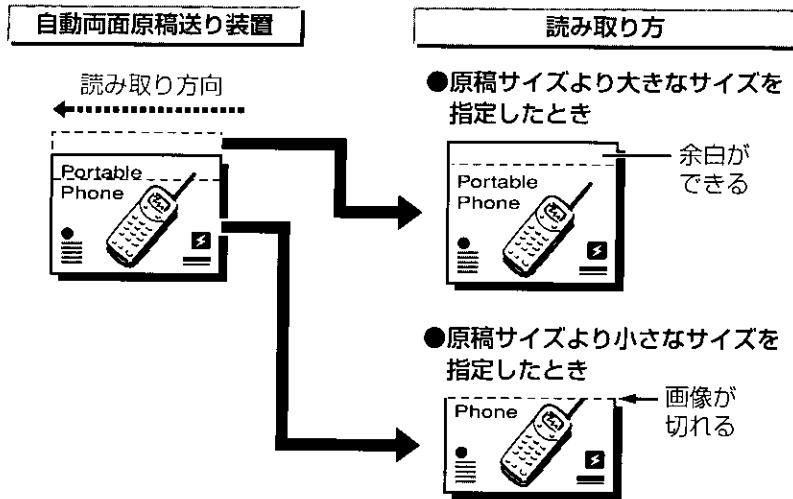 自動両面原稿送り装置
読み取り方向
Portable
Phone
読み取り方
●原稿サイズより大きなサイズを
指定したとき
余白が
できる
Portable
Phone
●原稿サイズより小さなサイズを
指定したとき
画像が
切れる
Phone